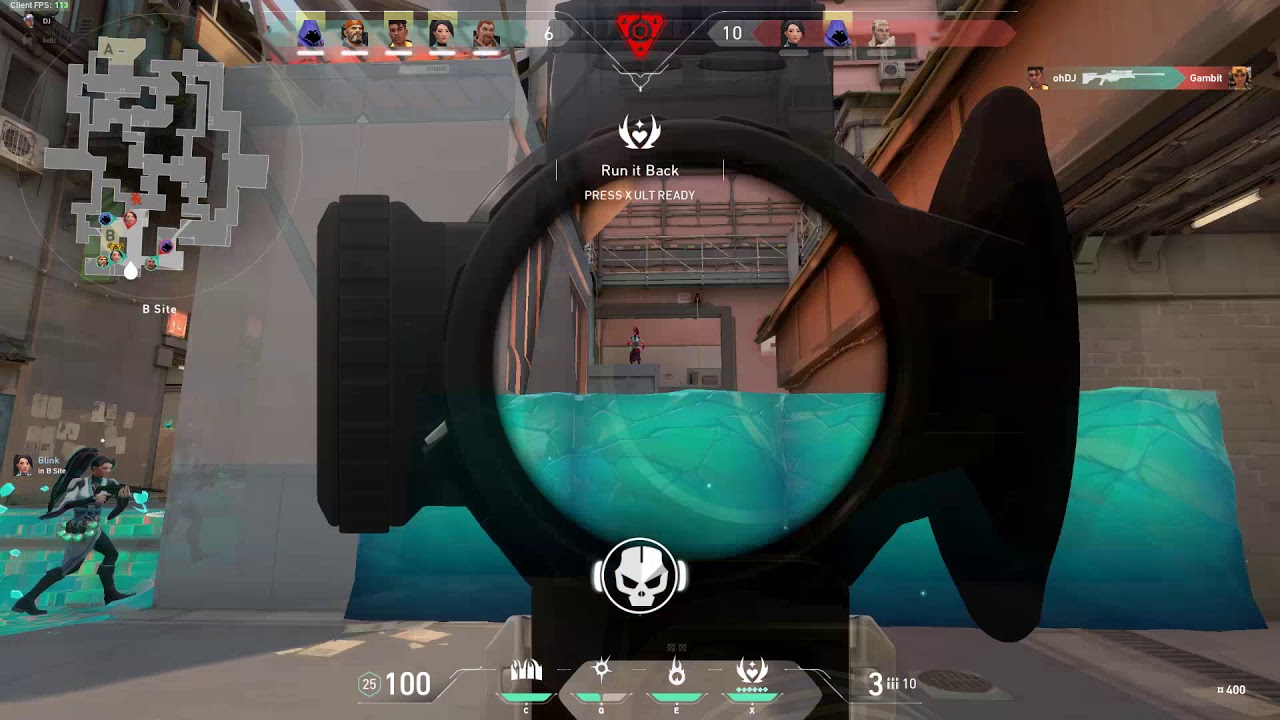 Client FPS: 113
DJ
hellz
A
6
10
ohDJ
Gambit
Run it Back
PRESS X ULT READY
B
B Site
Blink
in B Site
25
100
3
10
¤ 400
C
Q
E
X